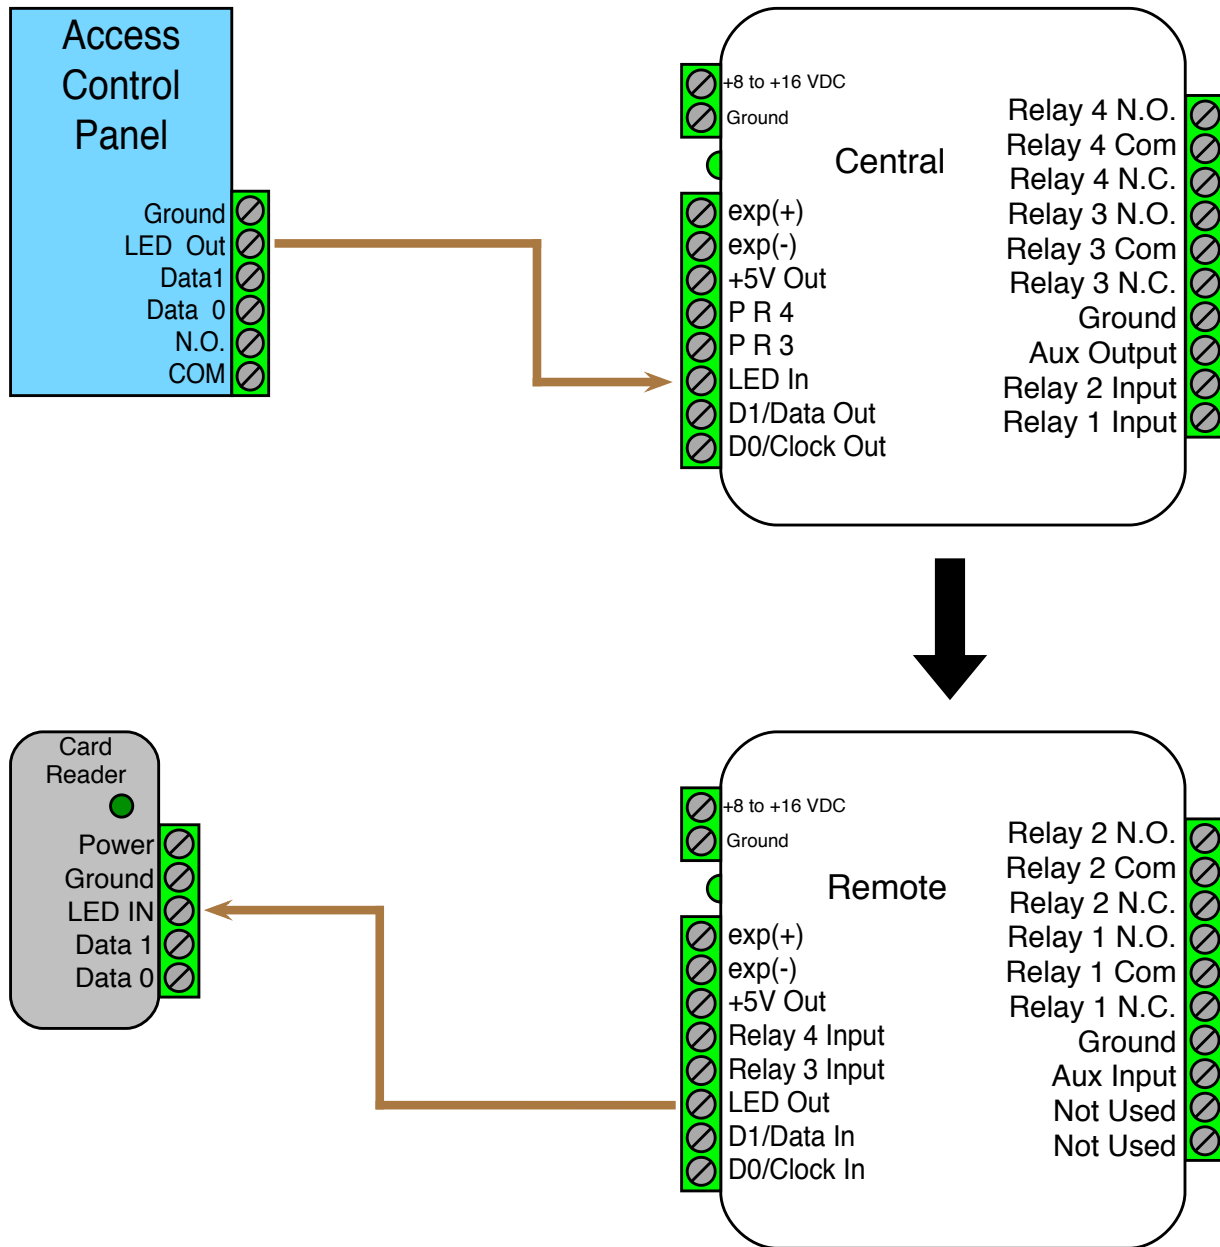 Access
Control
Panel
Ground
LED Out
Data1
Data 0
N.O.
COM
+8 to +16 VDC
Ground
Central
exp(+)
exp(-)
+5V Out
P R 4
P R 3
LED In
D1/Data Out
D0/Clock Out
Relay 4 N.O.
Relay 4 Com
Relay 4 N.C.
Relay 3 N.O.
Relay 3 Com
Relay 3 N.C.
Ground
Aux Output
Relay 2 Input
Relay 1 Input
Card
Reader
Power
Ground
LED IN
Data 1
Data 0
+8 to +16 VDC
Ground
Remote
exp(+)
exp(-)
+5V Out
Relay 4 Input
Relay 3 Input
LED Out
D1/Data In
D0/Clock In
Relay 2 N.O.
Relay 2 Com
Relay 2 N.C.
Relay 1 N.O.
Relay 1 Com
Relay 1 N.C.
Ground
Aux Input
Not Used
Not Used